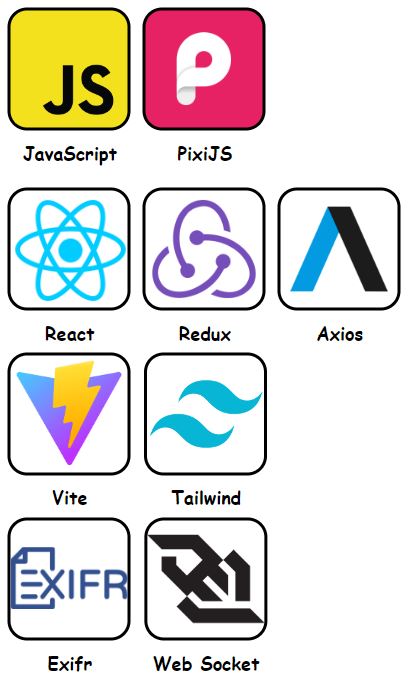 JS
JavaScript PixiJS
React Redux Axios
Vite Tailwind
EXIFR
Exifr Web Socket